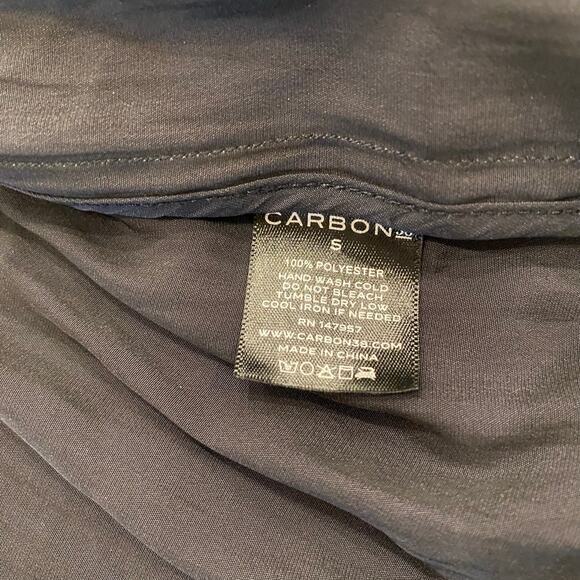 CARBON38
S
100% POLYESTER
HAND WASH COLD
DO NOT BLEACH
TUMBLE DRY LOW
COOL IRON IF NEEDED
RN 147957
WWW.CARBON38.COM
MADE IN CHINA